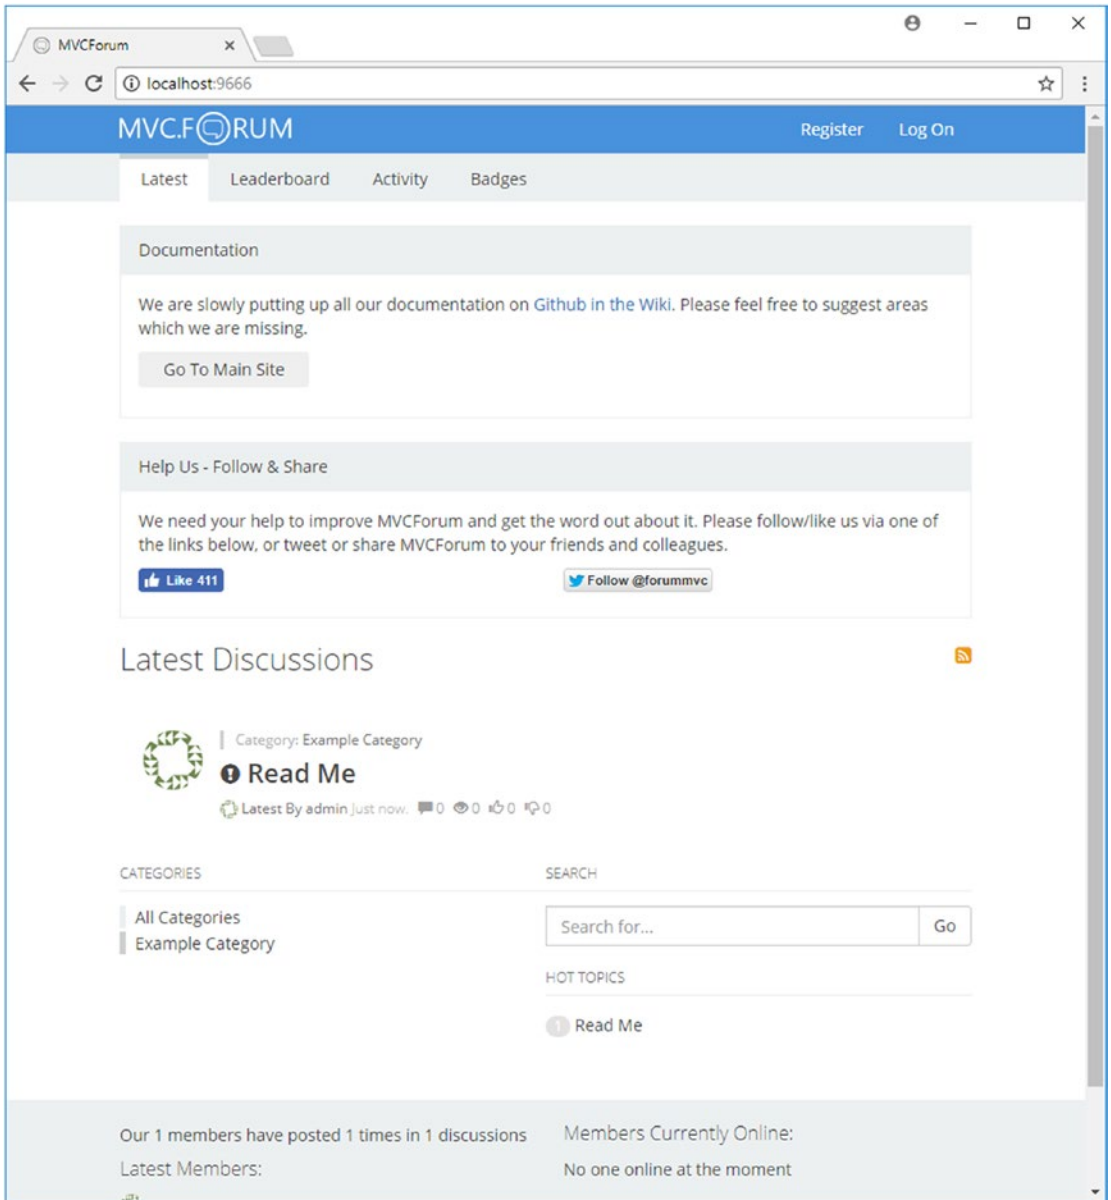 MVCForum
localhost:9666
MVC.FORUM
Register Log On
Latest Leaderboard Activity Badges
Documentation
We are slowly putting up all our documentation on Github in the Wiki. Please feel free to suggest areas
which we are missing.
Go To Main Site
Help Us - Follow & Share
We need your help to improve MVCForum and get the word out about it. Please follow/like us via one of
the links below, or tweet or share MVCForum to your friends and colleagues.
Like 411
Follow @forummvc
Latest Discussions
Category: Example Category
Read Me
Latest By admin Just now. 0 0 0 0
CATEGORIES
All Categories
Example Category
SEARCH
Search for... Go
HOT TOPICS
1 Read Me
Our 1 members have posted 1 times in 1 discussions
Latest Members:
Members Currently Online:
No one online at the moment